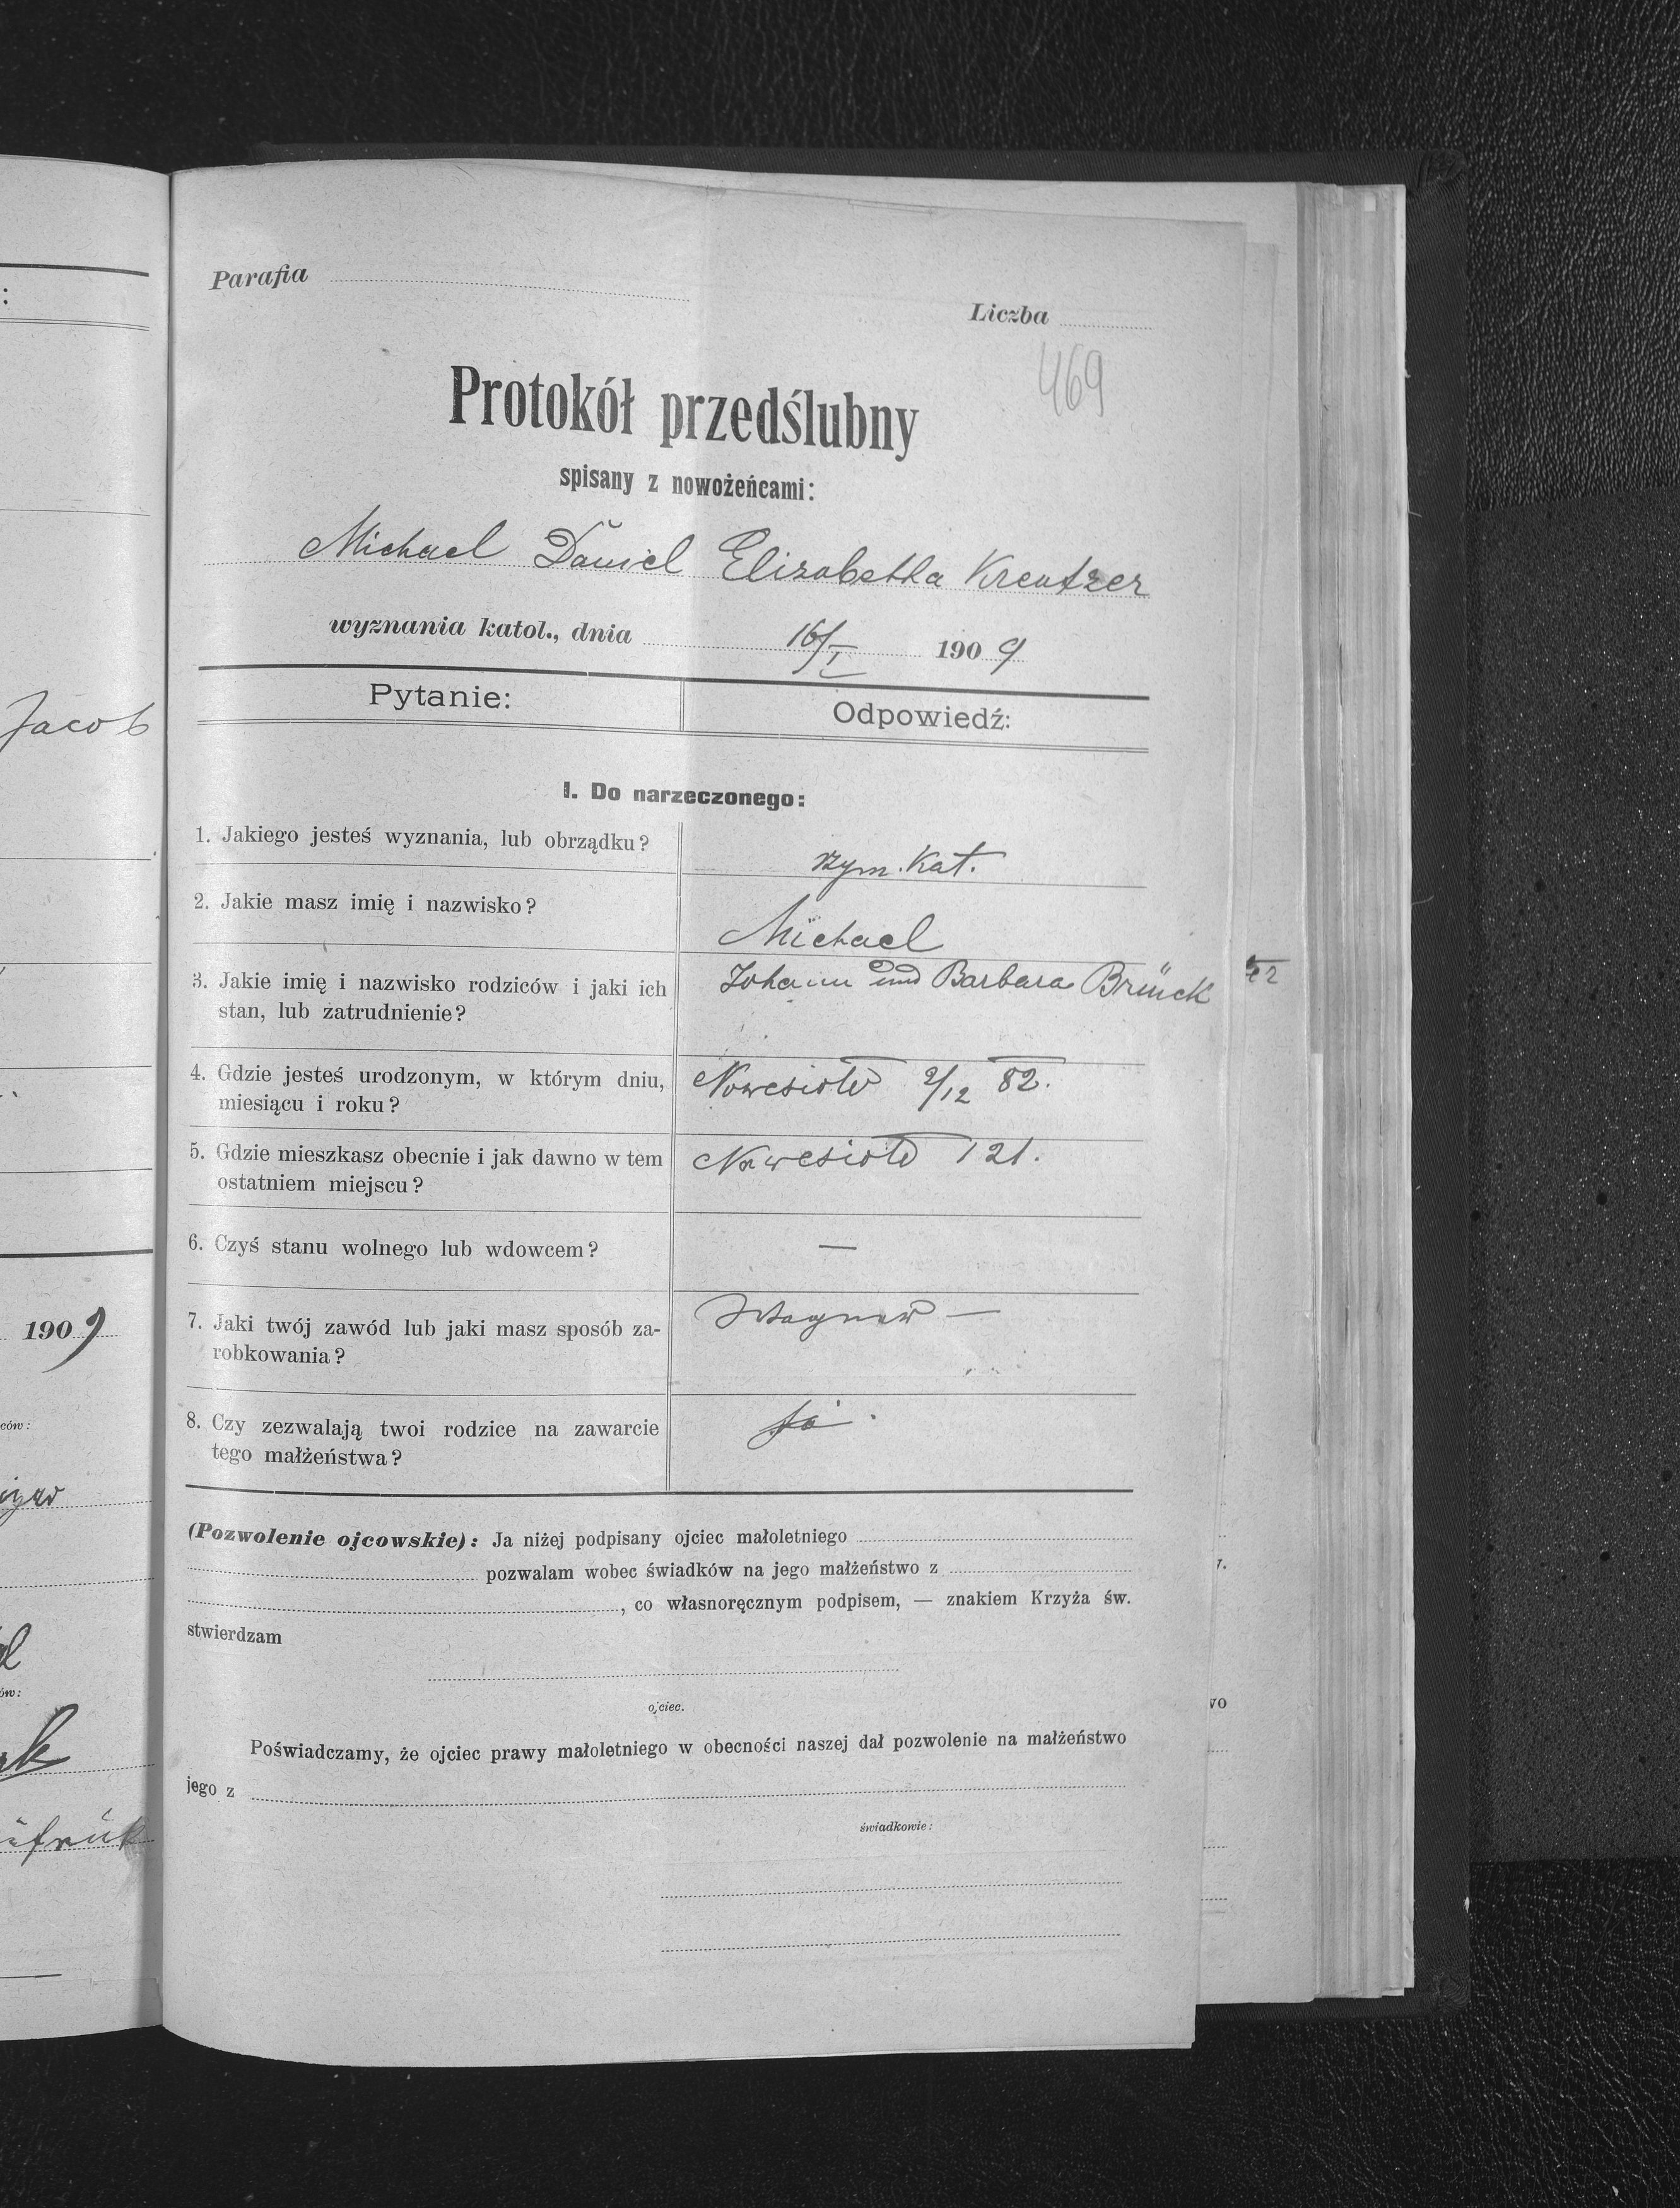 Parafia
Liczba
469
Protokół przedślubny
spisany z nowożeńcami:
Michael Daniel Elizabetha Kreutzer
wyznania katol., dnia 16/I 1909
Pytanie:
Odpowiedź:
I. Do narzeczonego:
1. Jakiego jesteś wyznania, lub obrządku?
rzym. kat.
2. Jakie masz imię i nazwisko?
Michael
3. Jakie imię i nazwisko rodziców i jaki ich
stan, lub zatrudnienie?
Johann und Barbara Brück
4. Gdzie jesteś urodzonym, w którym dniu,
miesiącu i roku?
Nowesioło 2/12 82.
5. Gdzie mieszkasz obecnie i jak dawno w tem
ostatniem miejscu?
Nowesioło 121.
6. Czyś stanu wolnego lub wdowcem?
—
7. Jaki twój zawód lub jaki masz sposób za-
robkowania?
Wagner —
8. Czy zezwalają twoi rodzice na zawarcie
tego małżeństwa?
Ja.
(Pozwolenie ojcowskie): Ja niżej podpisany ojciec małoletniego
pozwalam wobec świadków na jego małżeństwo z
, co własnoręcznym podpisem, — znakiem Krzyża św.
stwierdzam
ojciec.
Poświadczamy, że ojciec prawy małoletniego w obecności naszej dał pozwolenie na małżeństwo
jego z
świadkowie:
Jacob
1909